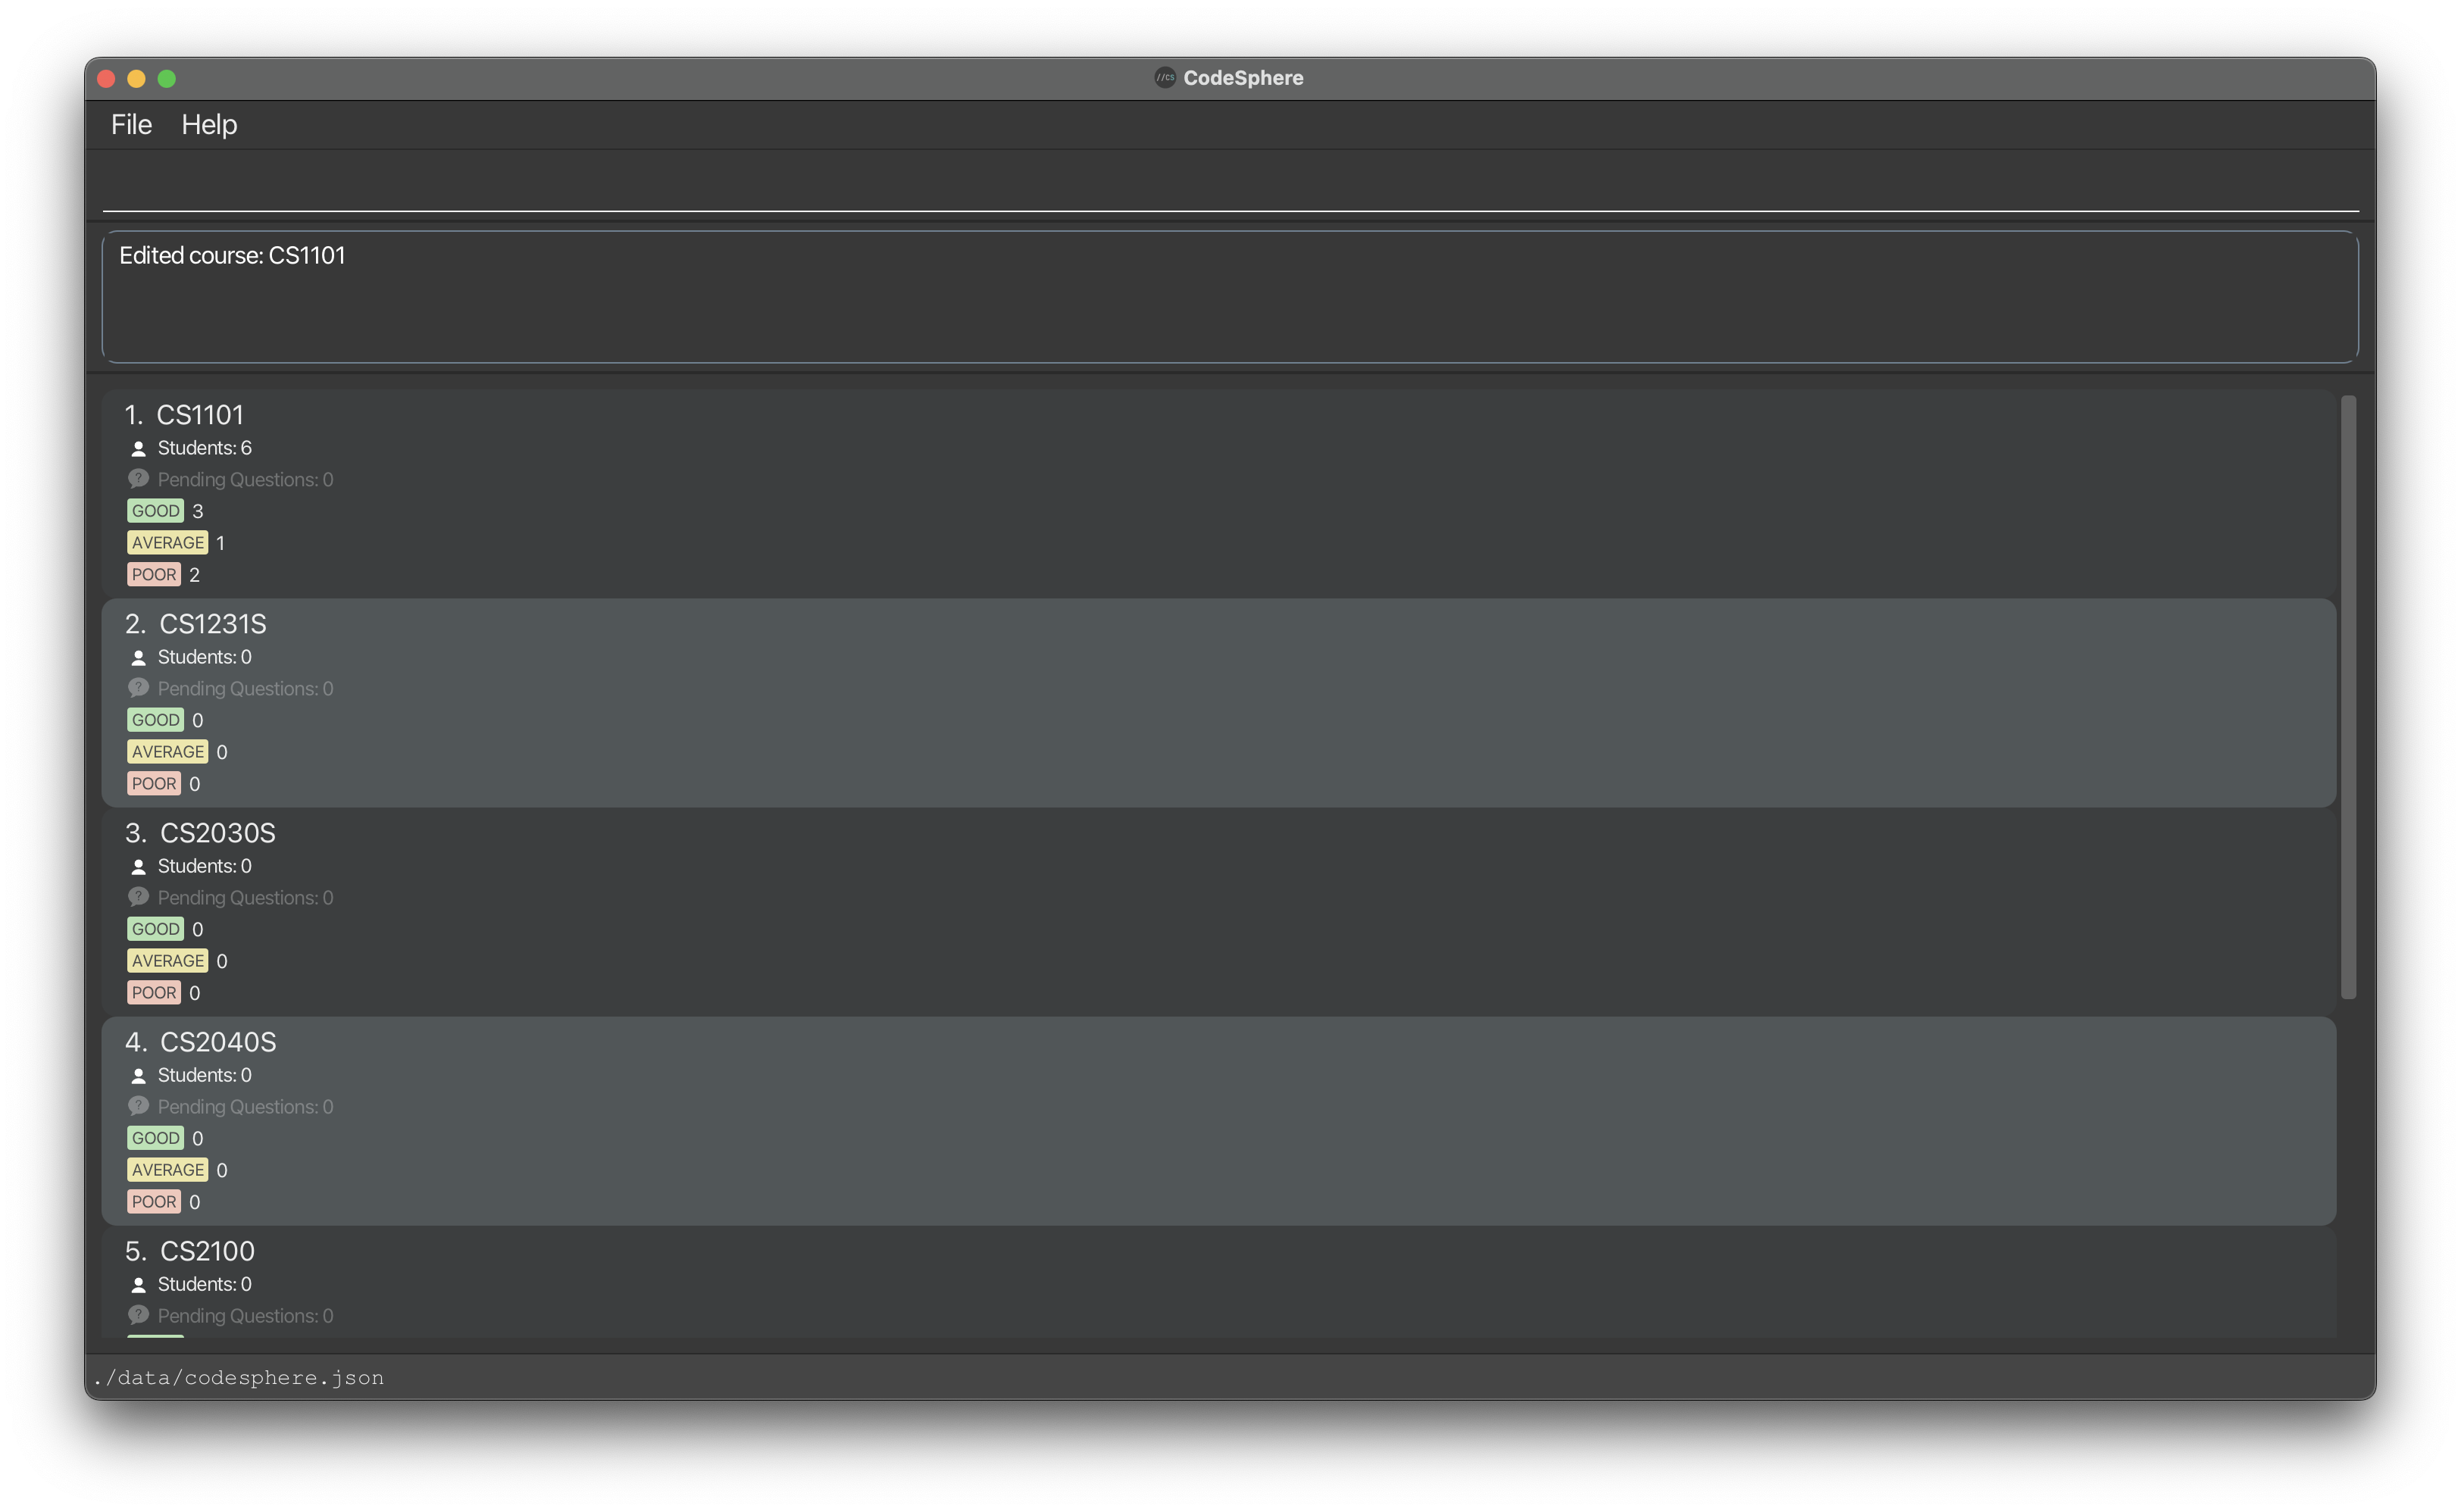 //CS CodeSphere
File Help
Edited course: CS1101
1. CS1101
Students: 6
? Pending Questions: 0
GOOD 3
AVERAGE 1
POOR 2
2. CS1231S
Students: 0
? Pending Questions: 0
GOOD 0
AVERAGE 0
POOR 0
3. CS2030S
Students: 0
? Pending Questions: 0
GOOD 0
AVERAGE 0
POOR 0
4. CS2040S
Students: 0
? Pending Questions: 0
GOOD 0
AVERAGE 0
POOR 0
5. CS2100
Students: 0
? Pending Questions: 0
./data/codesphere.json